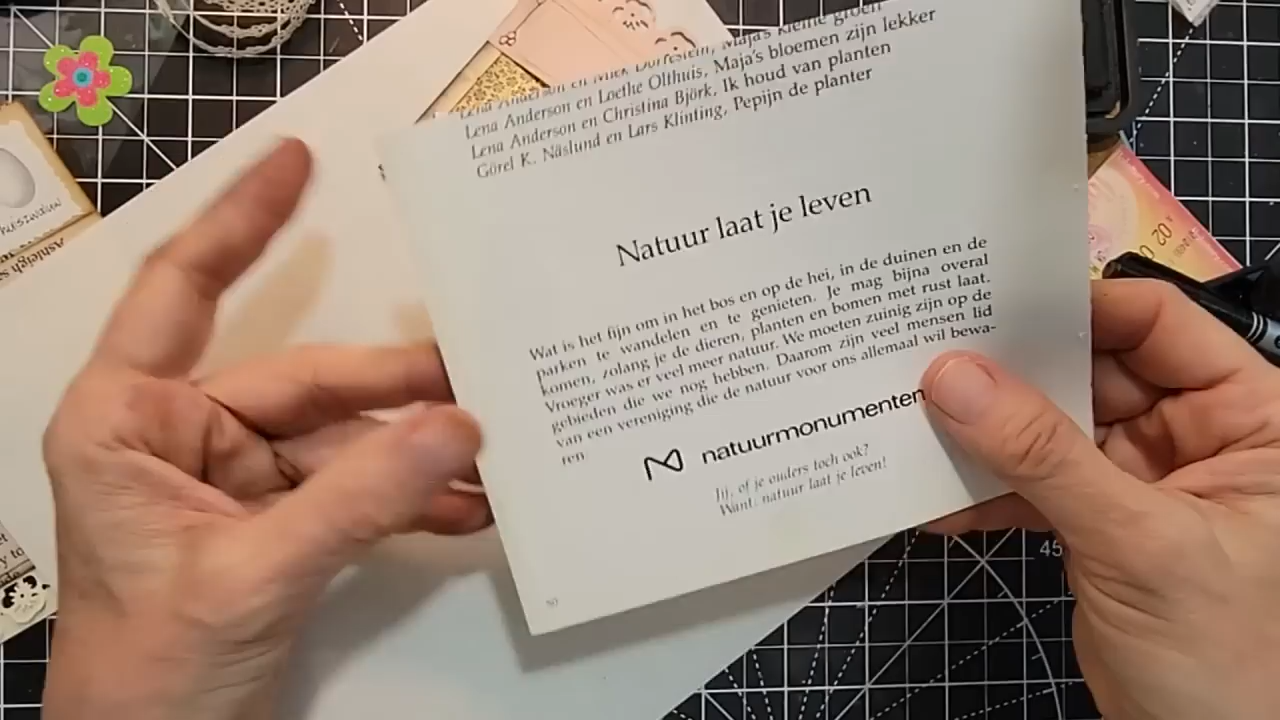 Lena Anderson en Miek Dorrestein, Maja's kleine groen
Lena Anderson en Loethe Olthuis, Maja's bloemen zijn lekker
Lena Anderson en Christina Björk, Ik houd van planten
Görel K. Näslund en Lars Klinting, Pepijn de planter
Natuur laat je leven
Wat is het fijn om in het bos en op de hei, in de duinen en de
parken te wandelen en te genieten. Je mag bijna overal
komen, zolang je de dieren, planten en bomen met rust laat.
Vroeger was er veel meer natuur. We moeten zuinig zijn op de
gebieden die we nog hebben. Daarom zijn veel mensen lid
van een vereniging die de natuur voor ons allemaal wil bewa-
ren.
natuurmonumenten
Jij, of je ouders toch ook?
Want: natuur laat je leven!
50
huiszwaluw
Ashleigh
20
45